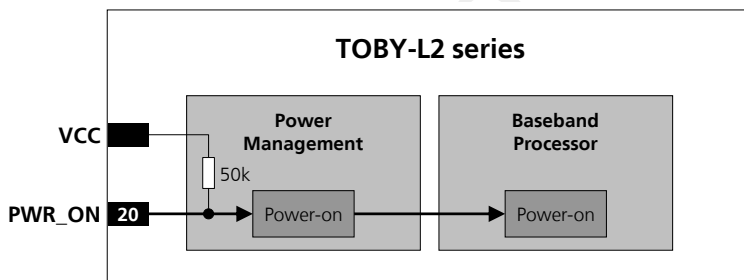 TOBY-L2 series
Power
Management
Baseband
Processor
VCC
50k
PWR_ON 20
Power-on
Power-on